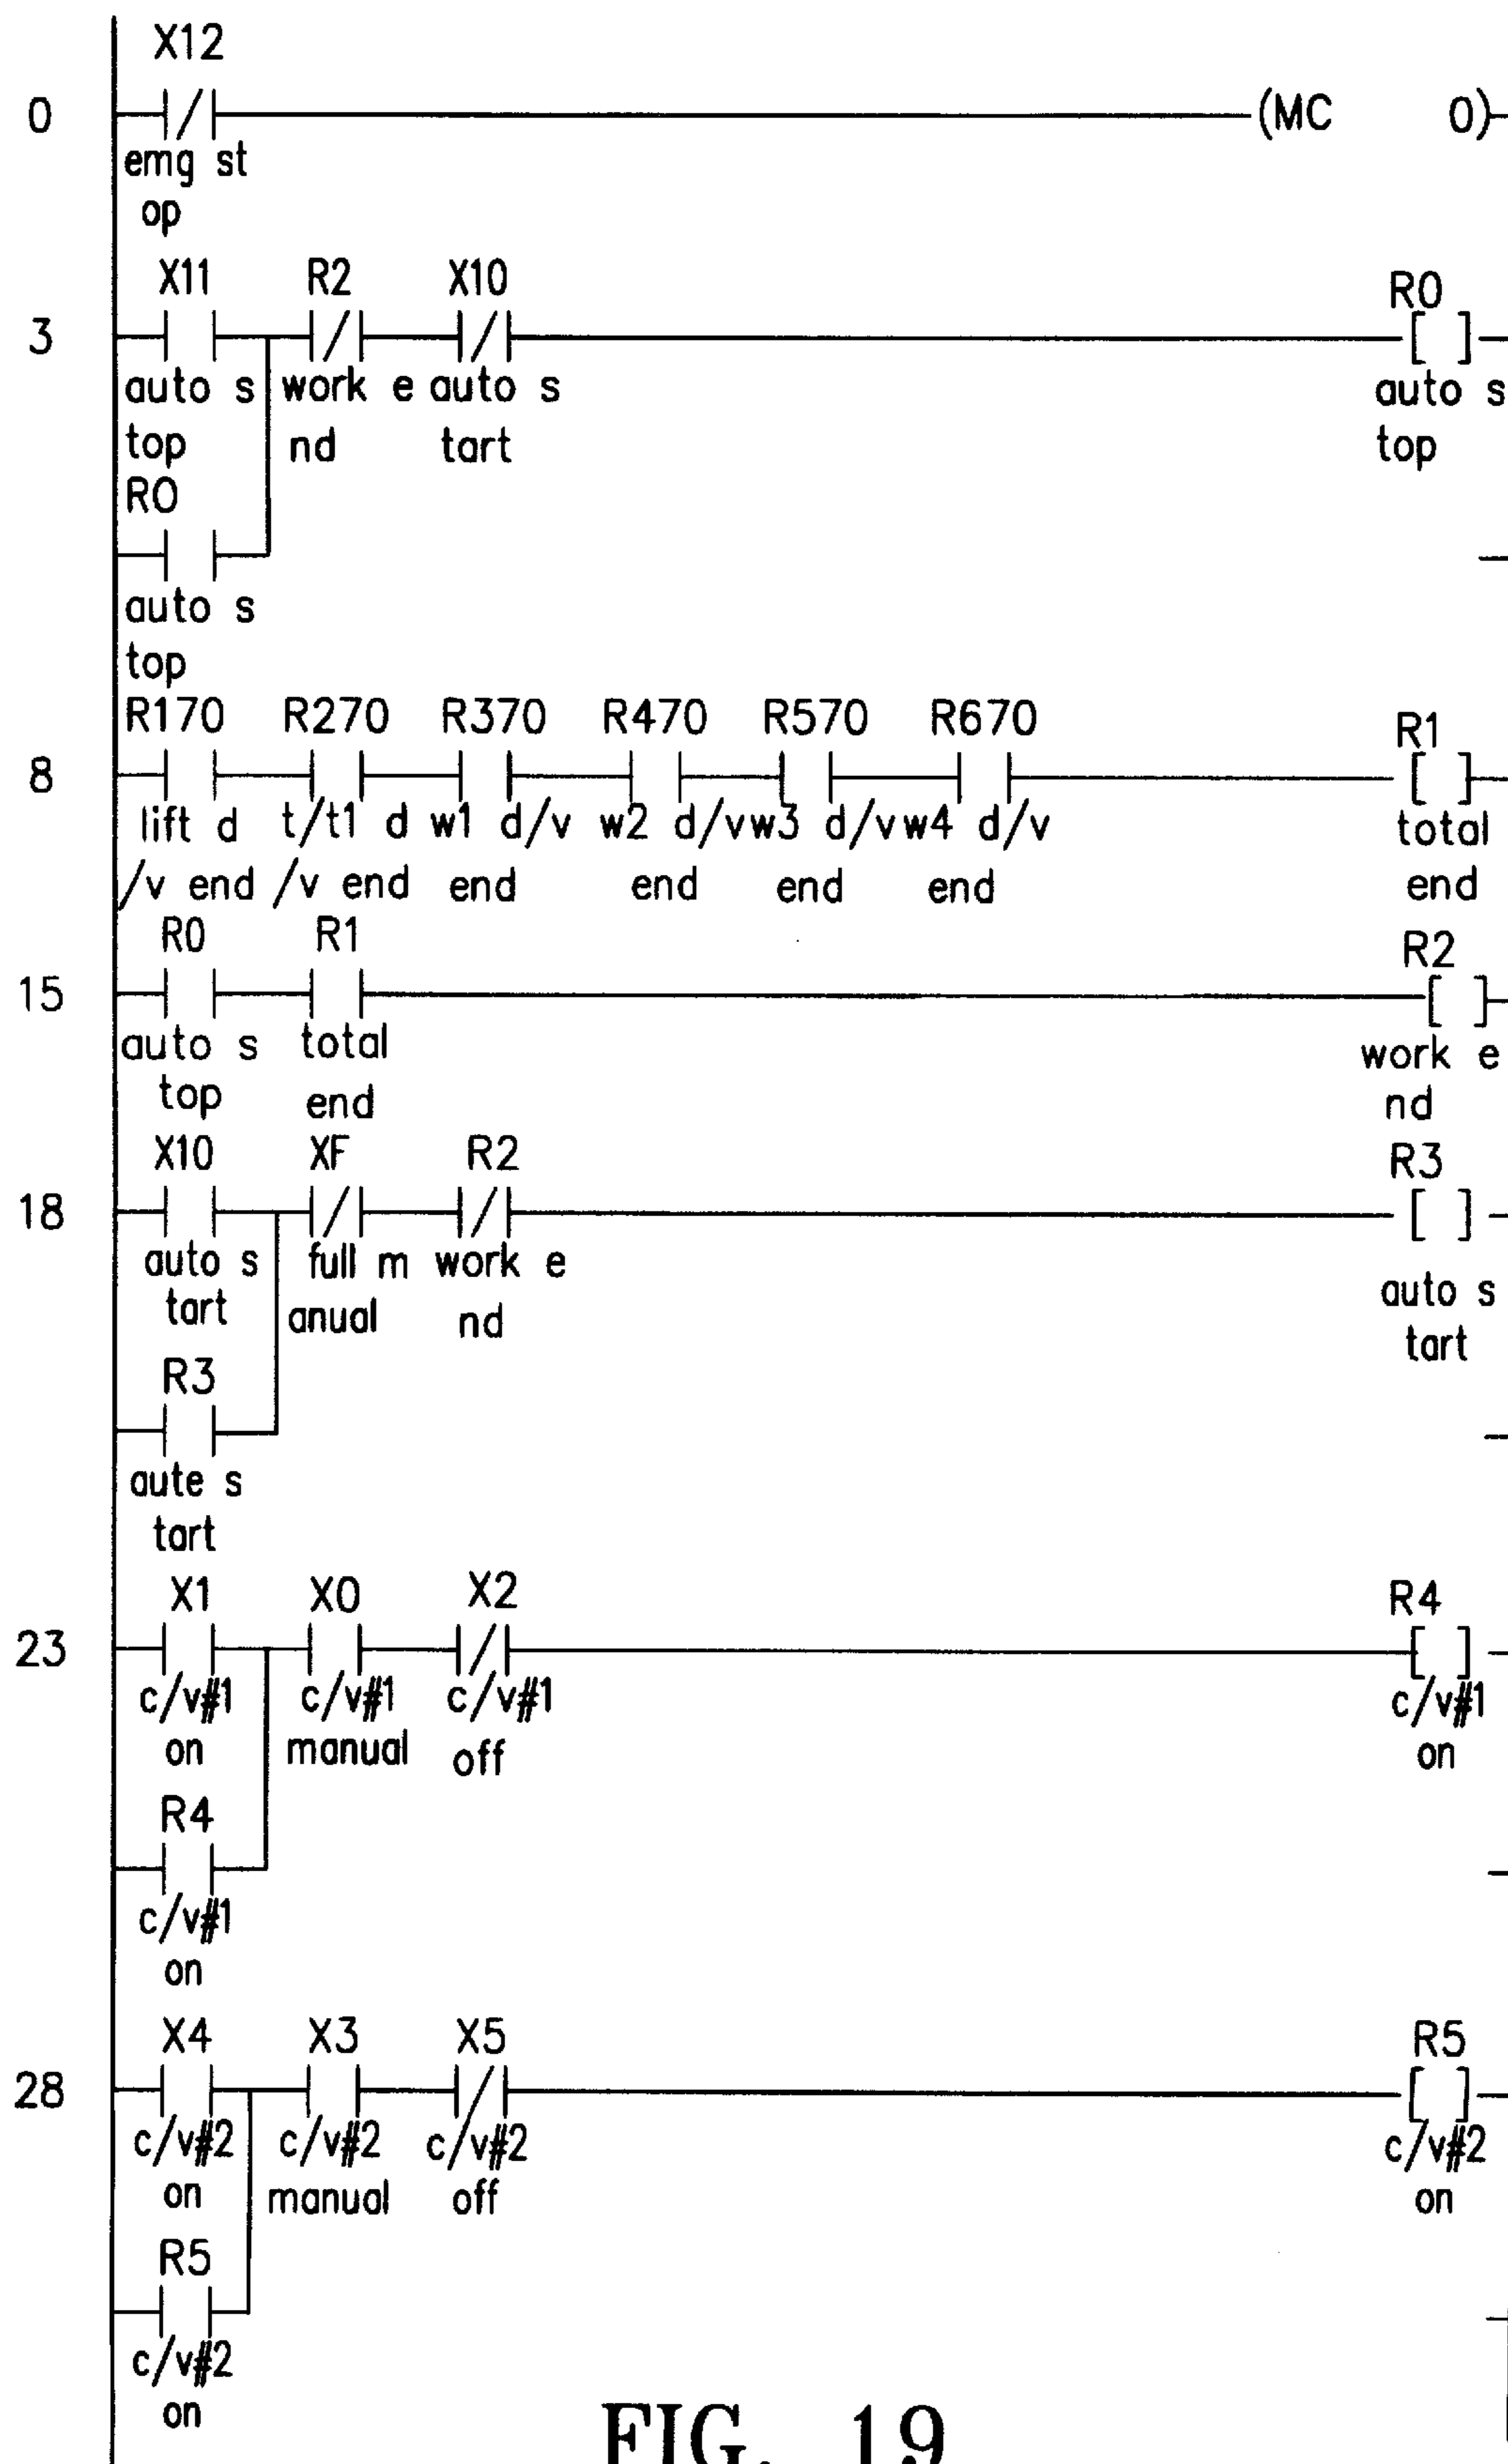 X12
0 (MC 0)
emg st
op
X11 R2 X10 R0
3
auto s work e auto s auto s
top nd tart top
R0
auto s
top
R170 R270 R370 R470 R570 R670 R1
8
lift d t/t1 d w1 d/v w2 d/v w3 d/v w4 d/v total
/v end /v end end end end end end
R0 R1 R2
15
auto s total work e
top end nd
X10 XF R2 R3
18
auto s full m work e auto s
tart anual nd tart
R3
aute s
tart
X1 X0 X2 R4
23
c/v#1 c/v#1 c/v#1 c/v#1
on manual off on
R4
c/v#1
on
X4 X3 X5 R5
28
c/v#2 c/v#2 c/v#2 c/v#2
on manual off on
R5
c/v#2
on
FIG. 19